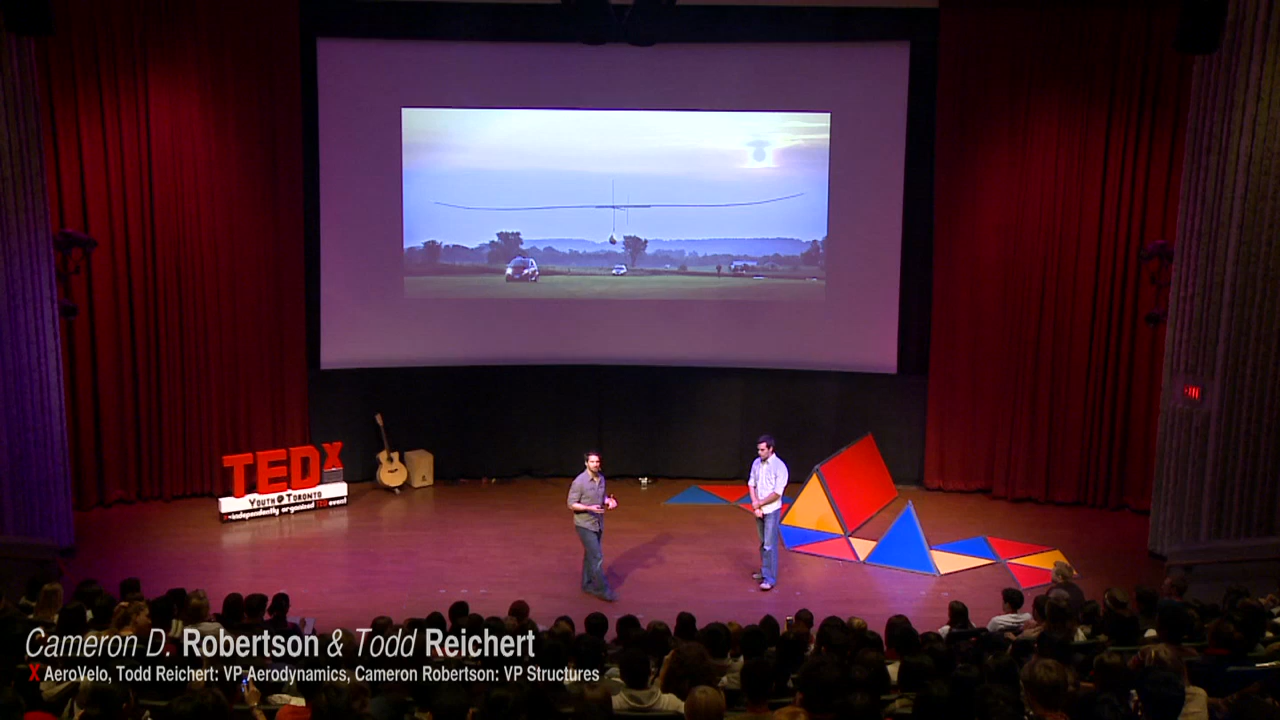 TEDx
YOUTH@TORONTO
x=independently organized TED event
Cameron D. Robertson & Todd Reichert
X AeroVelo, Todd Reichert: VP Aerodynamics, Cameron Robertson: VP Structures